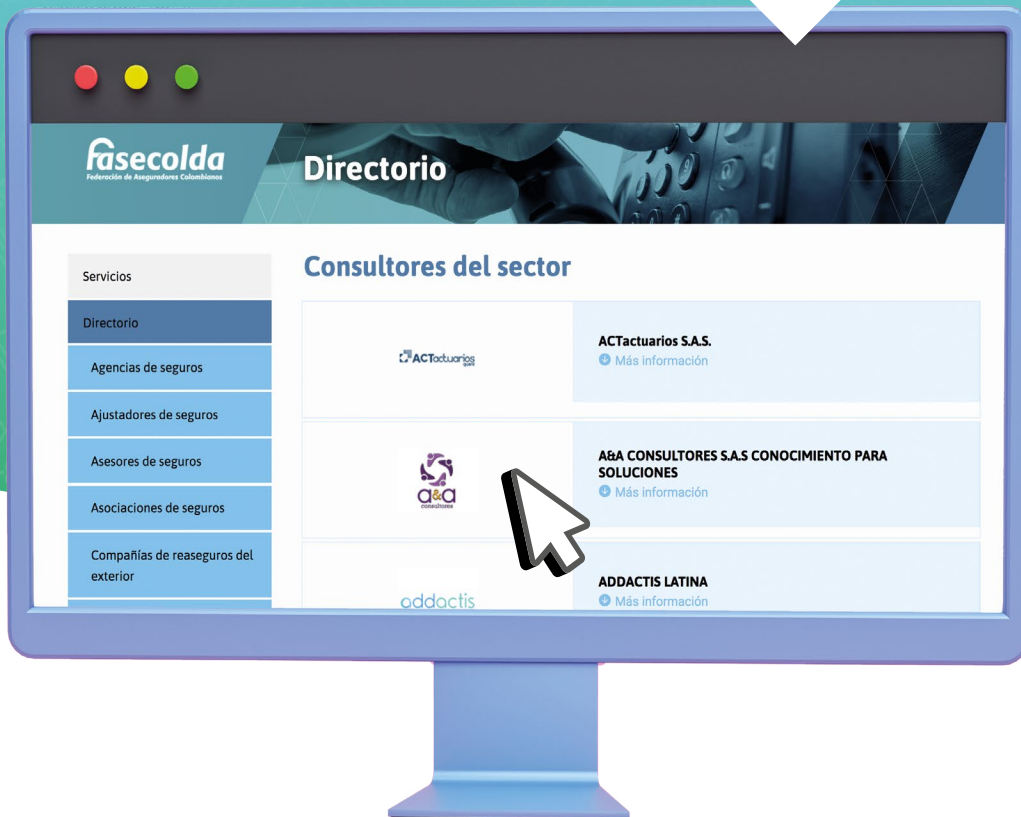 fasecolda
Federación de Aseguradores Colombianos
Directorio
Servicios
Directorio
Agencias de seguros
Ajustadores de seguros
Asesores de seguros
Asociaciones de seguros
Compañías de reaseguros del
exterior
Consultores del sector
ACTactuarios
ACTactuarios S.A.S.
Más información
a&a
consultores
A&A CONSULTORES S.A.S CONOCIMIENTO PARA
SOLUCIONES
Más información
addactis
ADDACTIS LATINA
Más información